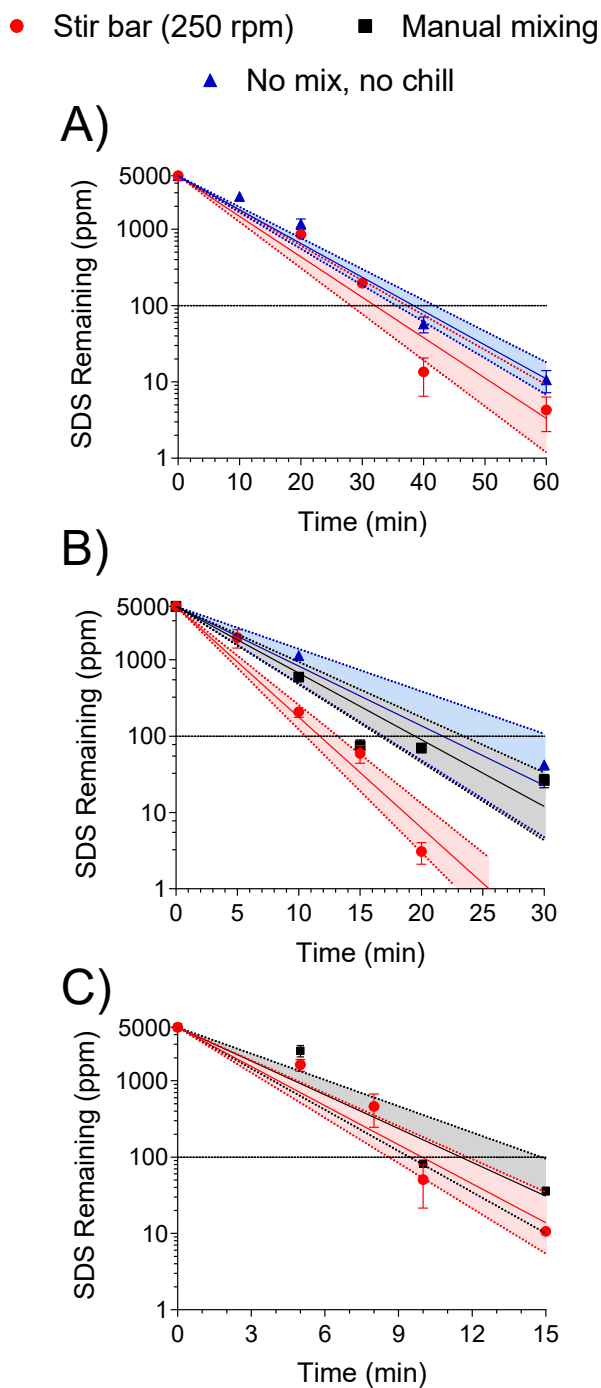 Stir bar (250 rpm) Manual mixing
No mix, no chill
A)
SDS Remaining (ppm)
5000
1000
100
10
1
0 10 20 30 40 50 60
Time (min)
B)
SDS Remaining (ppm)
5000
1000
100
10
1
0 5 10 15 20 25 30
Time (min)
C)
SDS Remaining (ppm)
5000
1000
100
10
1
0 3 6 9 12 15
Time (min)